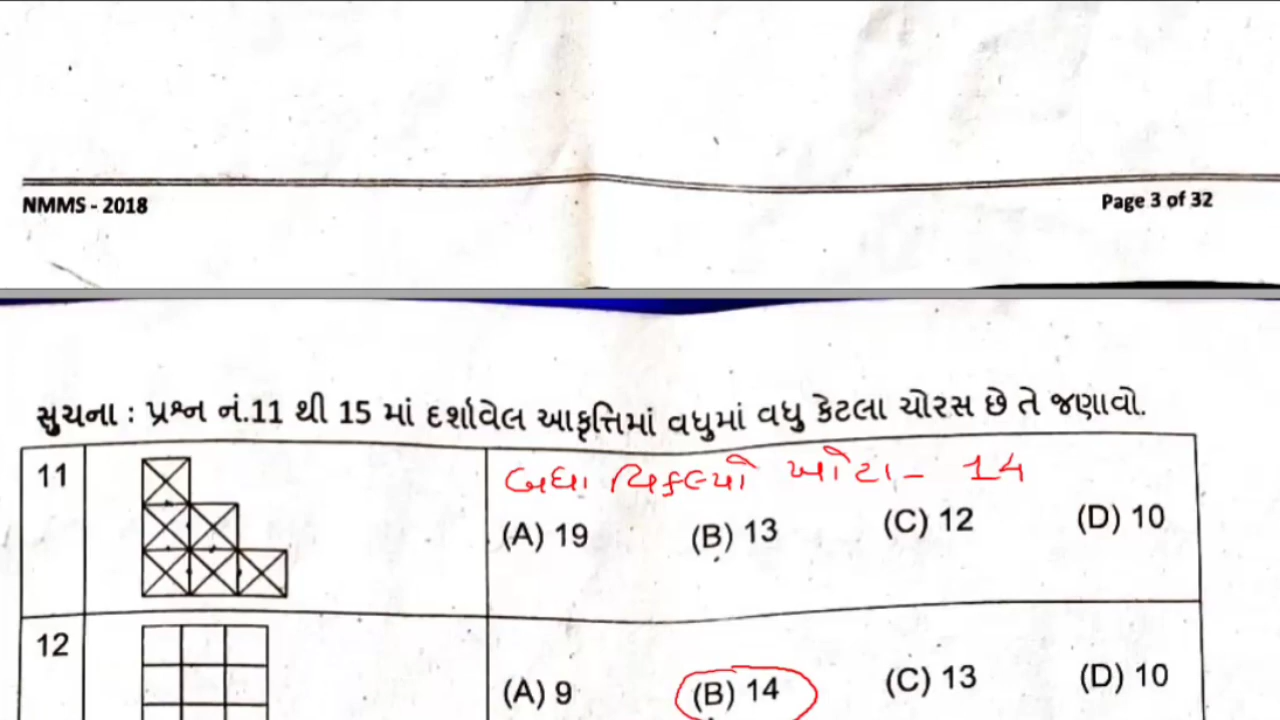 NMMS - 2018
Page 3 of 32
સુચના : પ્રશ્ન નં.11 થી 15 માં દર્શાવેલ આકૃત્તિમાં વધુમાં વધુ કેટલા ચોરસ છે તે જણાવો.
11
બધા વિકલ્પો ખોટા - 14
(A) 19 (B) 13 (C) 12 (D) 10
12
(A) 9 (B) 14 (C) 13 (D) 10